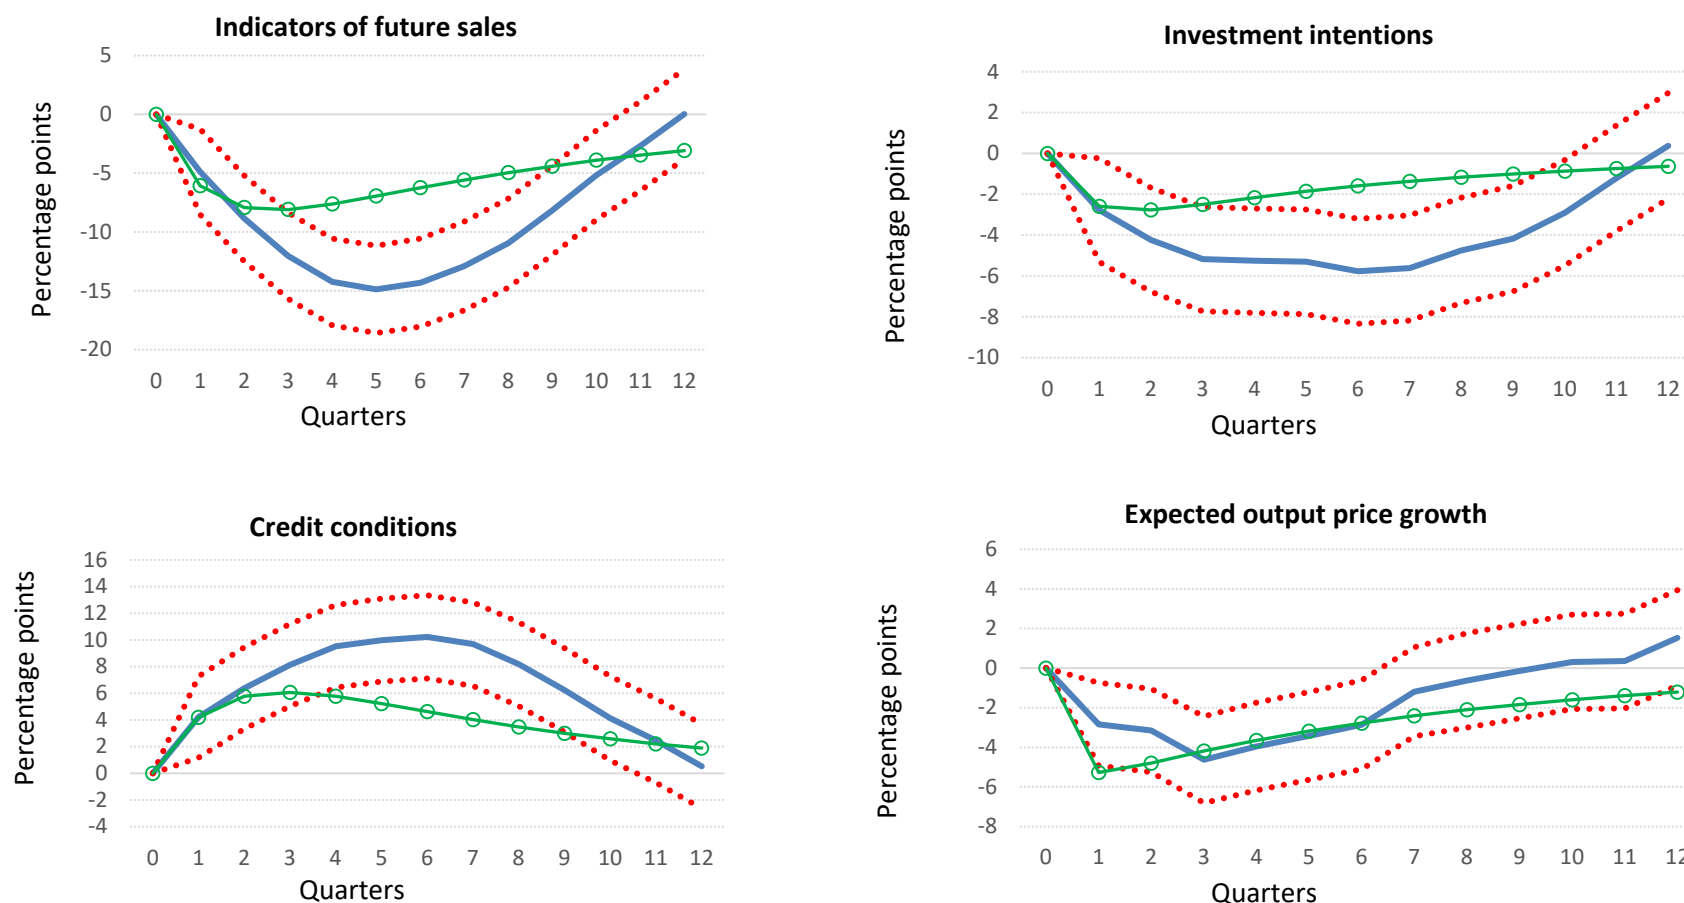 Indicators of future sales
Percentage points
5
0
-5
-10
-15
-20
0 1 2 3 4 5 6 7 8 9 10 11 12
Quarters
Investment intentions
Percentage points
4
2
0
-2
-4
-6
-8
-10
0 1 2 3 4 5 6 7 8 9 10 11 12
Quarters
Credit conditions
Percentage points
16
14
12
10
8
6
4
2
0
-2
-4
0 1 2 3 4 5 6 7 8 9 10 11 12
Quarters
Expected output price growth
Percentage points
6
4
2
0
-2
-4
-6
-8
0 1 2 3 4 5 6 7 8 9 10 11 12
Quarters